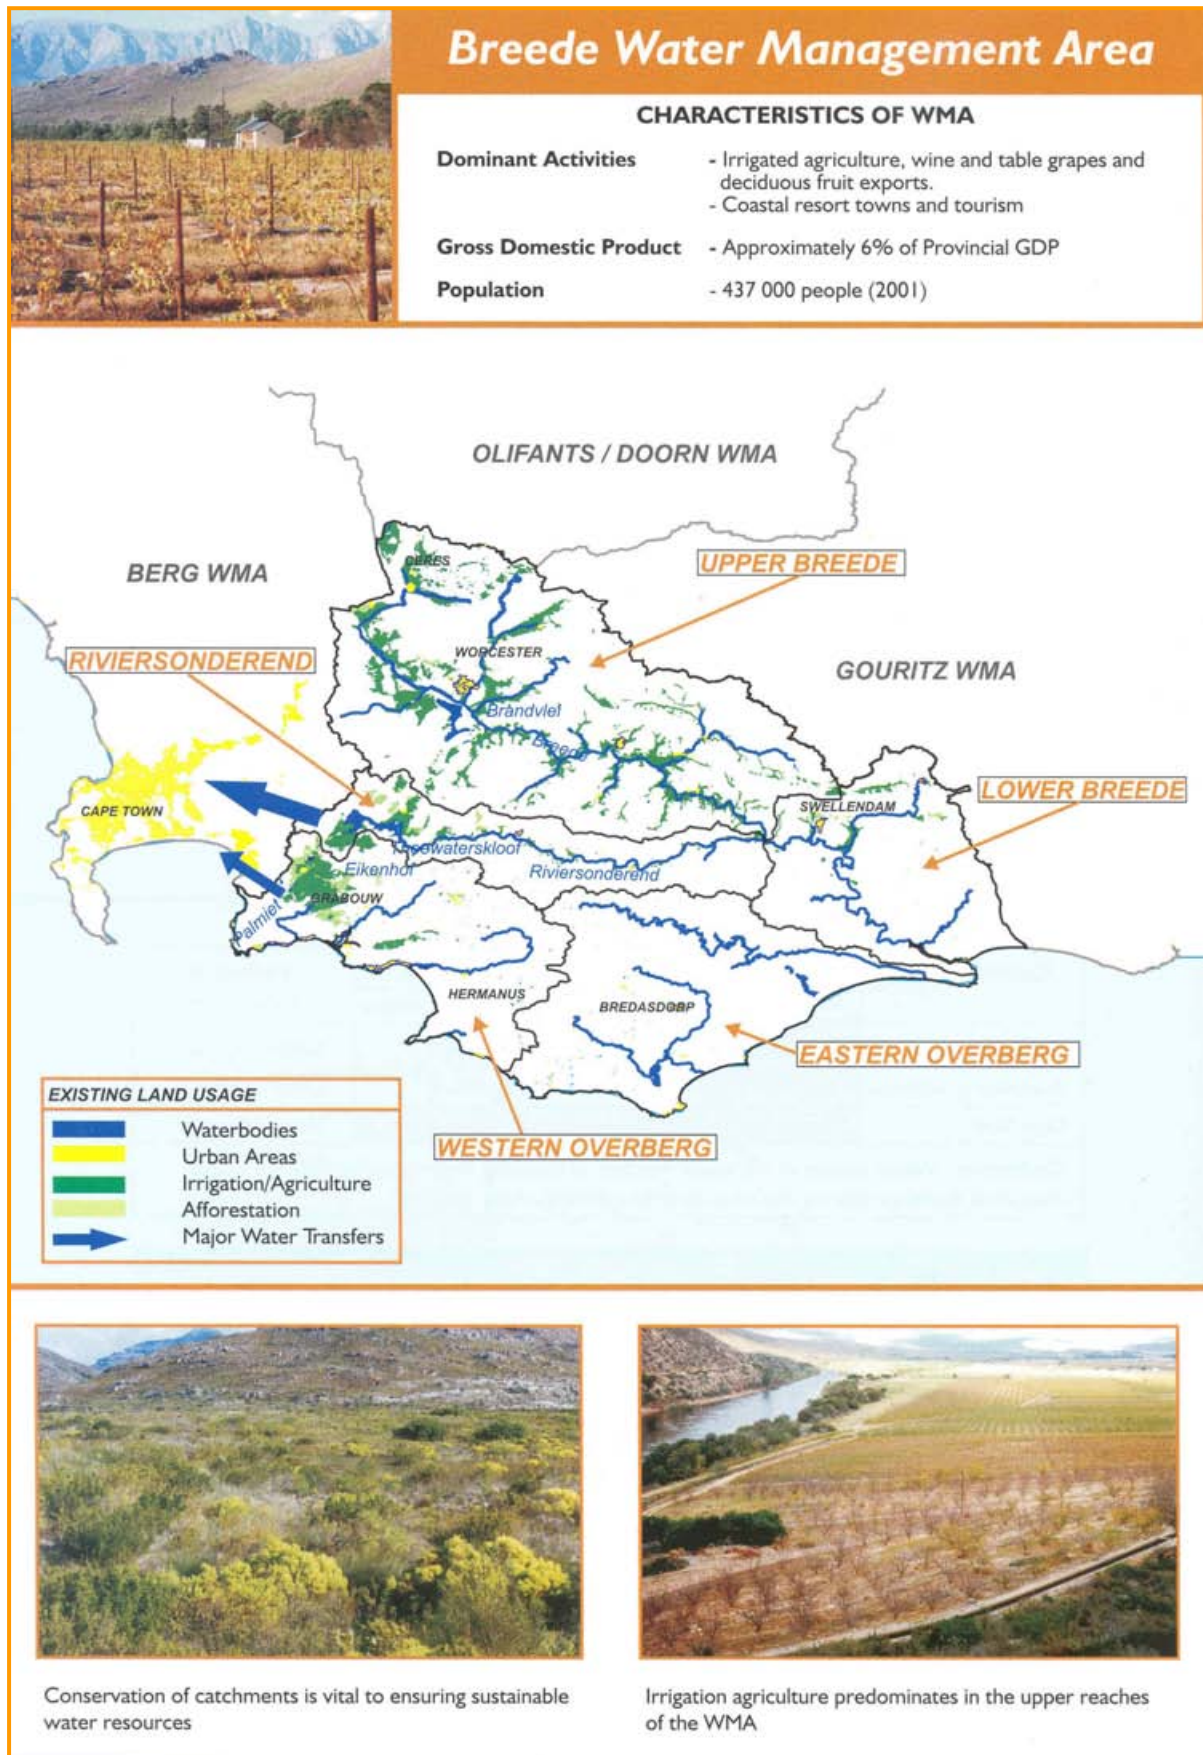 Breede Water Management Area
CHARACTERISTICS OF WMA
Dominant Activities - Irrigated agriculture, wine and table grapes and
deciduous fruit exports.
- Coastal resort towns and tourism
Gross Domestic Product - Approximately 6% of Provincial GDP
Population - 437 000 people (2001)
OLIFANTS / DOORN WMA
BERG WMA
CERES
UPPER BREEDE
RIVIERSONDEREND
WORCESTER
GOURITZ WMA
Brandvlei
Breede
LOWER BREEDE
CAPE TOWN
SWELLENDAM
Theewaterskloof
Eikenhof
Riviersonderend
GRABOUW
Palmiet
HERMANUS
BREDASDORP
EASTERN OVERBERG
WESTERN OVERBERG
EXISTING LAND USAGE
Waterbodies
Urban Areas
Irrigation/Agriculture
Afforestation
Major Water Transfers
Conservation of catchments is vital to ensuring sustainable
water resources
Irrigation agriculture predominates in the upper reaches
of the WMA